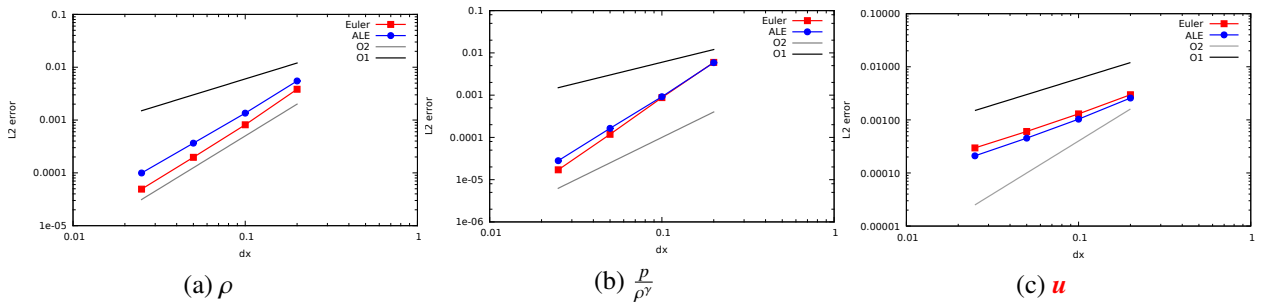 0.1
0.01
0.001
0.0001
1e-05
0.01
0.1
1
L2 error
dx
Euler
ALE
O2
O1
(a) ρ
0.1
0.01
0.001
0.0001
1e-05
1e-06
0.01
0.1
1
L2 error
dx
Euler
ALE
O2
O1
(b) p/ρ^γ
0.10000
0.01000
0.00100
0.00010
0.00001
0.01
0.1
1
L2 error
dx
Euler
ALE
O2
O1
(c) u